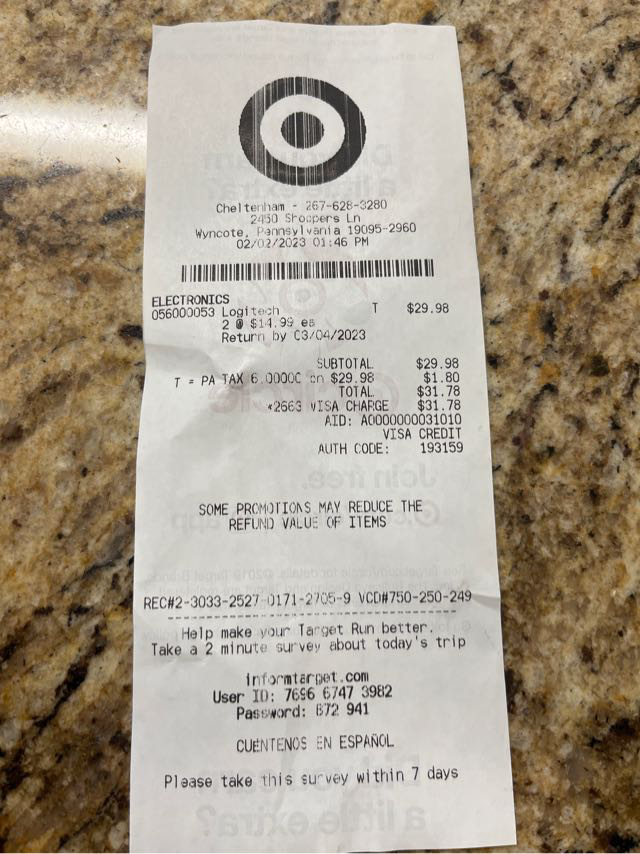 Cheltenham - 267-628-3280
2450 Shoppers Ln
Wyncote, Pennsylvania 19095-2960
02/02/2023 01:46 PM
ELECTRONICS
056000053 Logitech T $29.98
2 @ $14.99 ea
Return by 03/04/2023
SUBTOTAL $29.98
T = PA TAX 6.0000C on $29.98 $1.80
TOTAL $31.78
*2663 VISA CHARGE $31.78
AID: A0000000031010
VISA CREDIT
AUTH CODE: 193159
SOME PROMOTIONS MAY REDUCE THE
REFUND VALUE OF ITEMS
REC#2-3033-2527-0171-2705-9 VCD#750-250-249
Help make your Target Run better.
Take a 2 minute survey about today's trip
informtarget.com
User ID: 7696 6747 3982
Password: 872 941
CUÉNTENOS EN ESPAÑOL
Please take this survey within 7 days